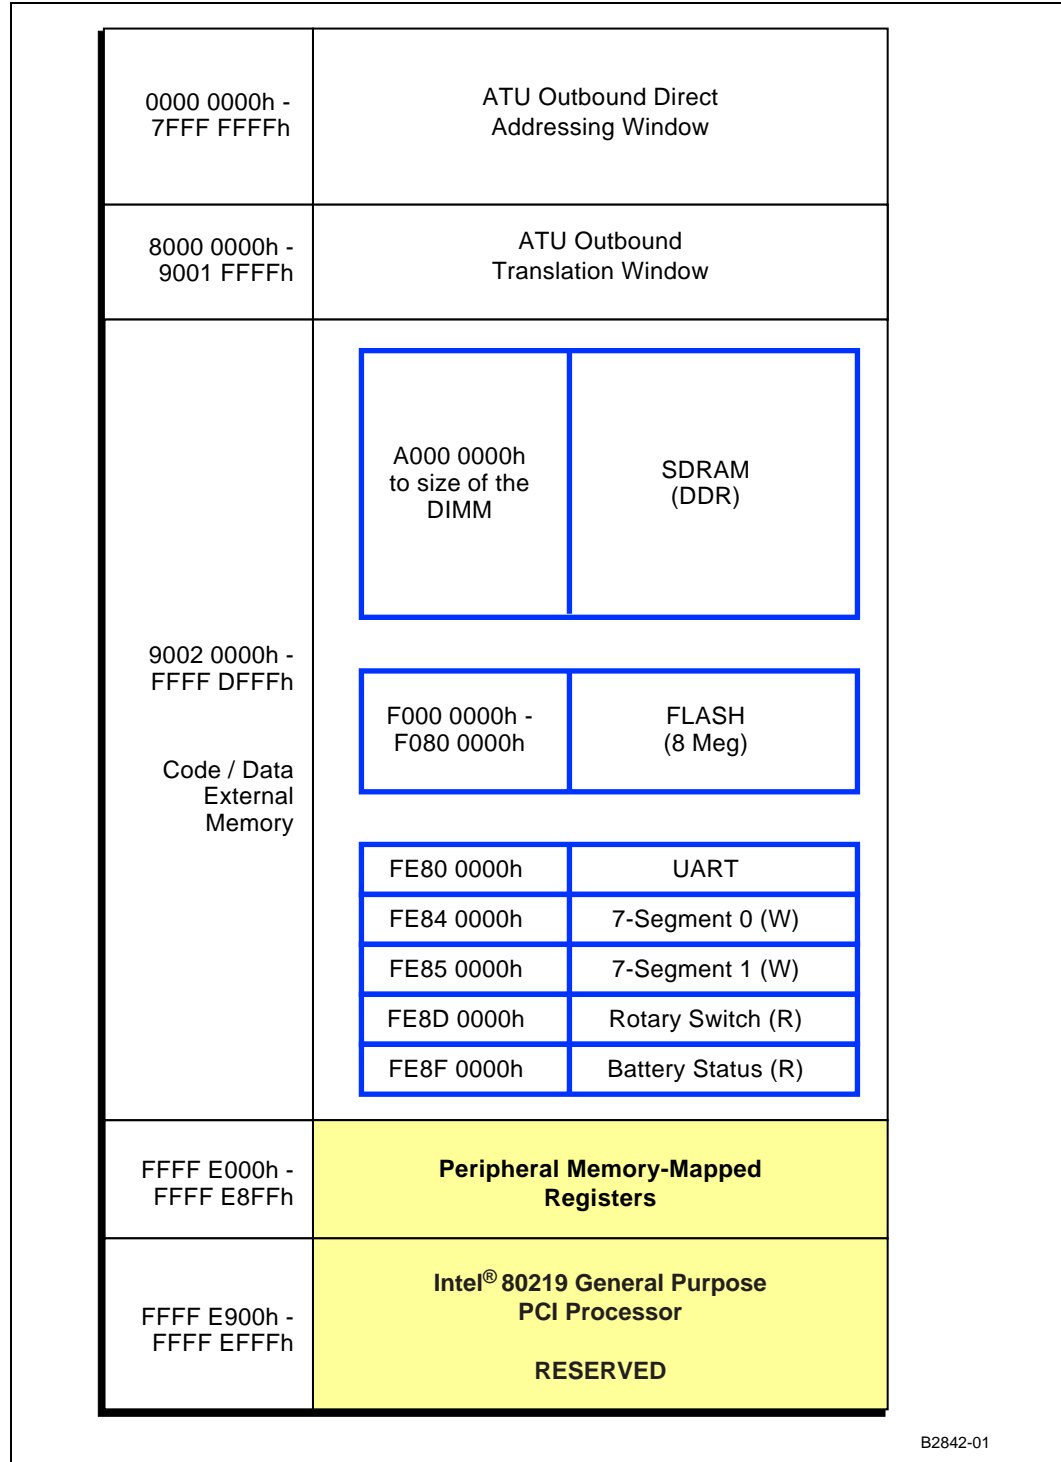 0000 0000h -
7FFF FFFFh
ATU Outbound Direct
Addressing Window
8000 0000h -
9001 FFFFh
ATU Outbound
Translation Window
9002 0000h -
FFFF DFFFh
Code / Data
External
Memory
A000 0000h
to size of the
DIMM
SDRAM
(DDR)
F000 0000h -
F080 0000h
FLASH
(8 Meg)
FE80 0000h
UART
FE84 0000h
7-Segment 0 (W)
FE85 0000h
7-Segment 1 (W)
FE8D 0000h
Rotary Switch (R)
FE8F 0000h
Battery Status (R)
FFFF E000h -
FFFF E8FFh
Peripheral Memory-Mapped
Registers
FFFF E900h -
FFFF EFFFh
Intel® 80219 General Purpose
PCI Processor
RESERVED
B2842-01